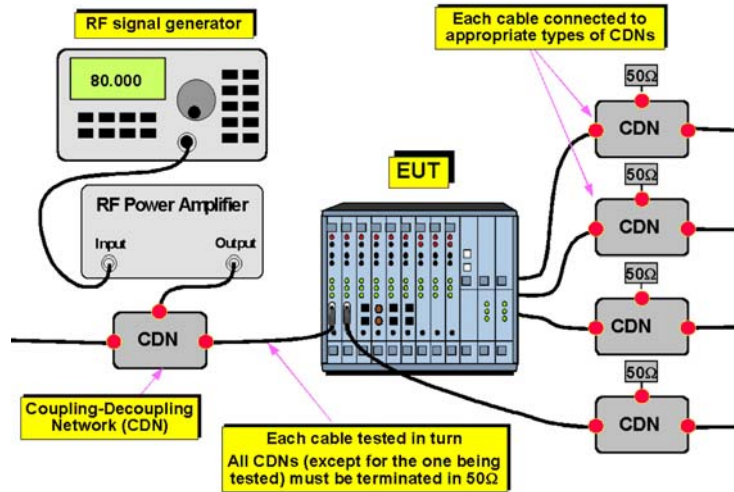 RF signal generator
80.000
RF Power Amplifier
Input
Output
CDN
Coupling-Decoupling
Network (CDN)
EUT
Each cable tested in turn
All CDNs (except for the one being
tested) must be terminated in 50Ω
Each cable connected to
appropriate types of CDNs
50Ω
CDN
50Ω
CDN
50Ω
CDN
50Ω
CDN